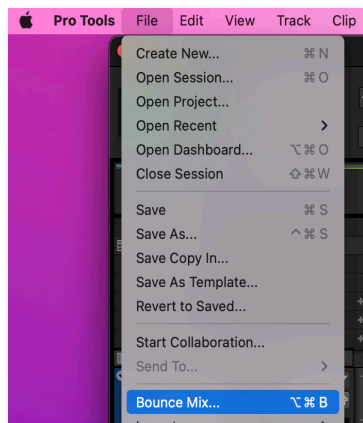 Pro Tools File Edit View Track Clip
Create New... ⌘ N
Open Session... ⌘ O
Open Project...
Open Recent >
Open Dashboard... ⌥ ⌘ O
Close Session ⇧ ⌘ W
Save ⌘ S
Save As... ^ ⌘ S
Save Copy In...
Save As Template...
Revert to Saved...
Start Collaboration...
Send To... >
Bounce Mix... ⌥ ⌘ B